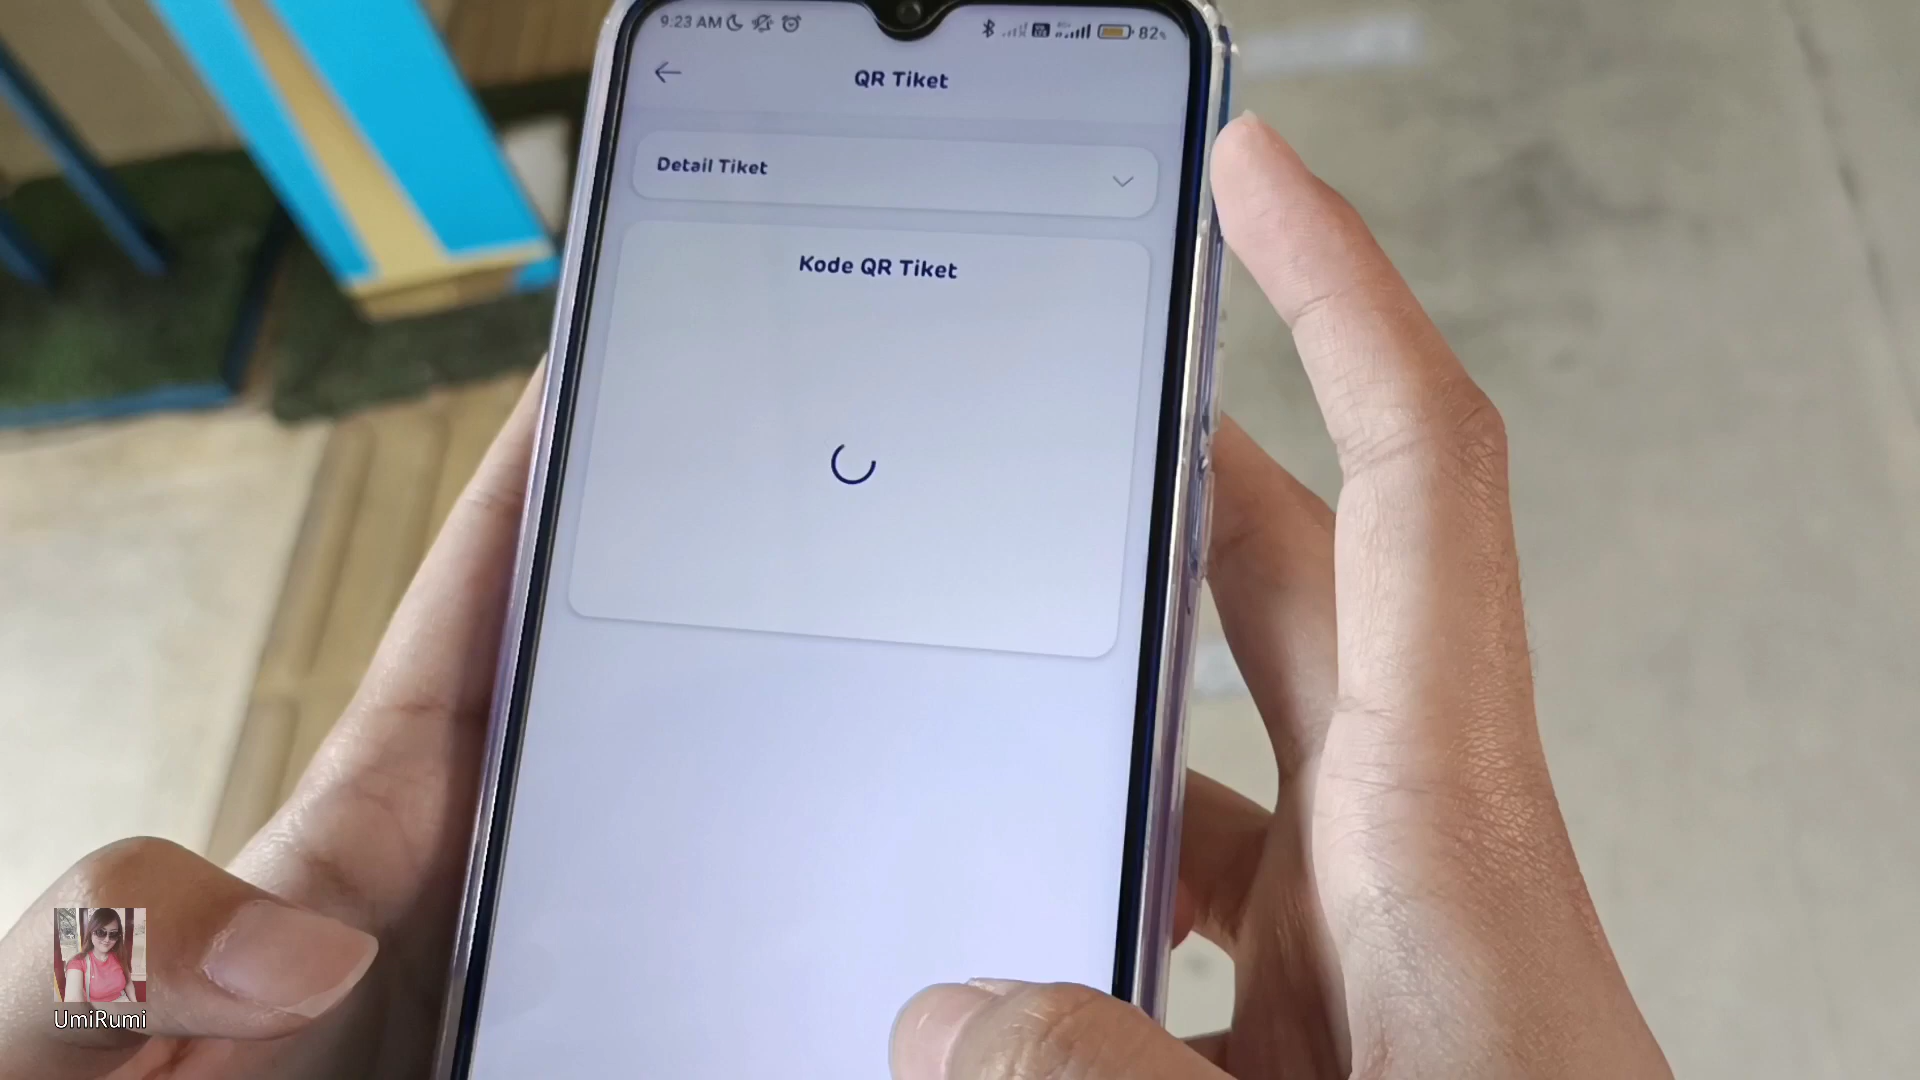 9:23 AM
82%
QR Tiket
Detail Tiket
Kode QR Tiket
UmiRumi